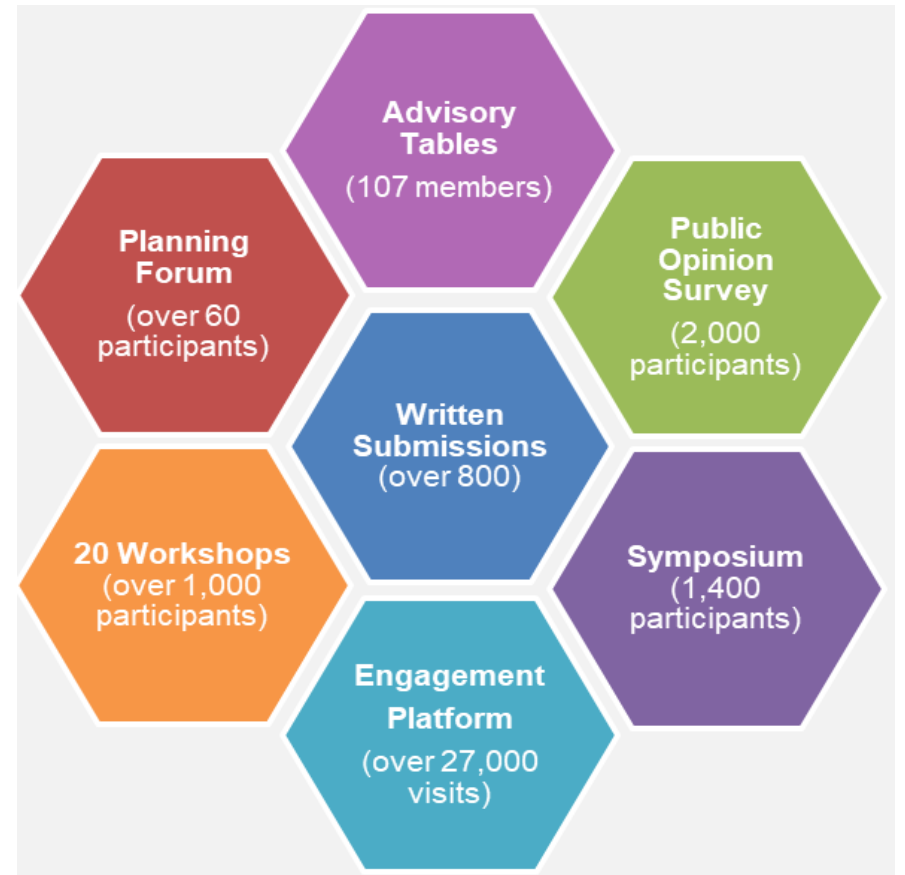 Advisory
Tables
(107 members)
Planning
Forum
(over 60
participants)
Public
Opinion
Survey
(2,000
participants)
Written
Submissions
(over 800)
20 Workshops
(over 1,000
participants)
Symposium
(1,400
participants)
Engagement
Platform
(over 27,000
visits)